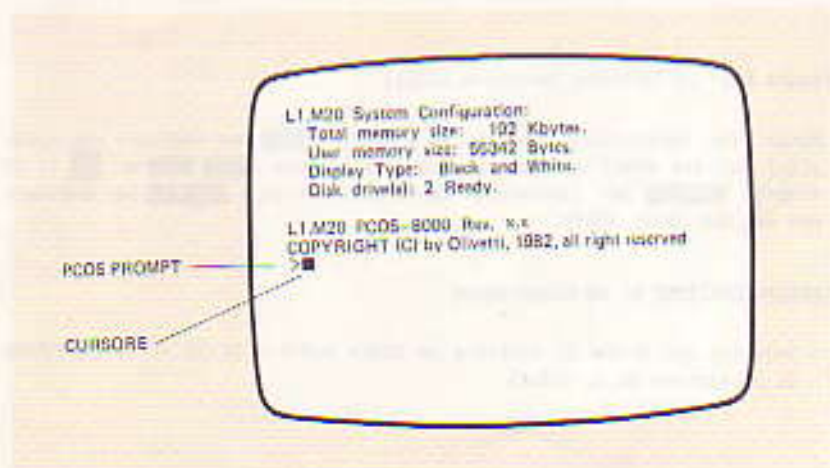 L1.M20 System Configuration:
Total memory size: 192 Kbytes.
User memory size: 55342 Bytes.
Display Type: Black and White.
Disk drive(s): 2 Ready.
L1.M20 PCOS-8000 Rev. x.x
COPYRIGHT (C) by Olivetti, 1982, all right reserved
>
PCOS PROMPT
CURSORE